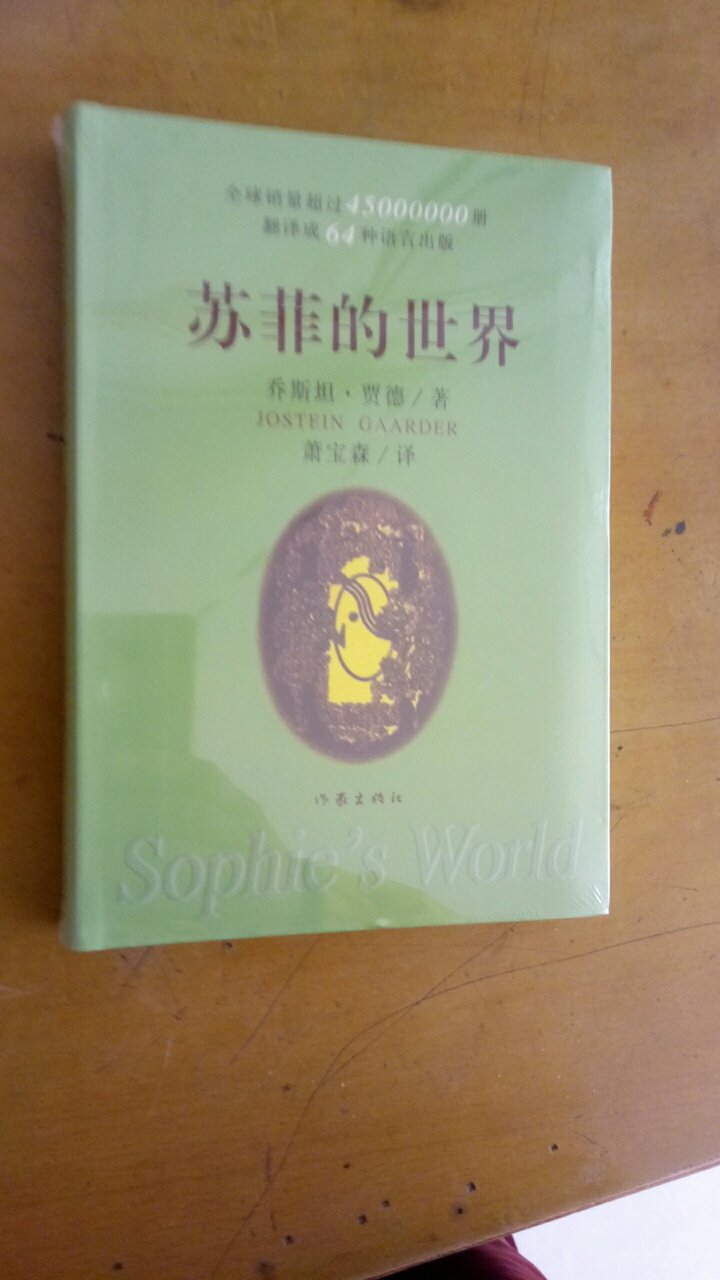 全球销量超过45000000册
翻译成64种语言出版
苏菲的世界
乔斯坦·贾德/著
JOSTEIN GAARDER
萧宝森/译
作家出版社
Sophie's World